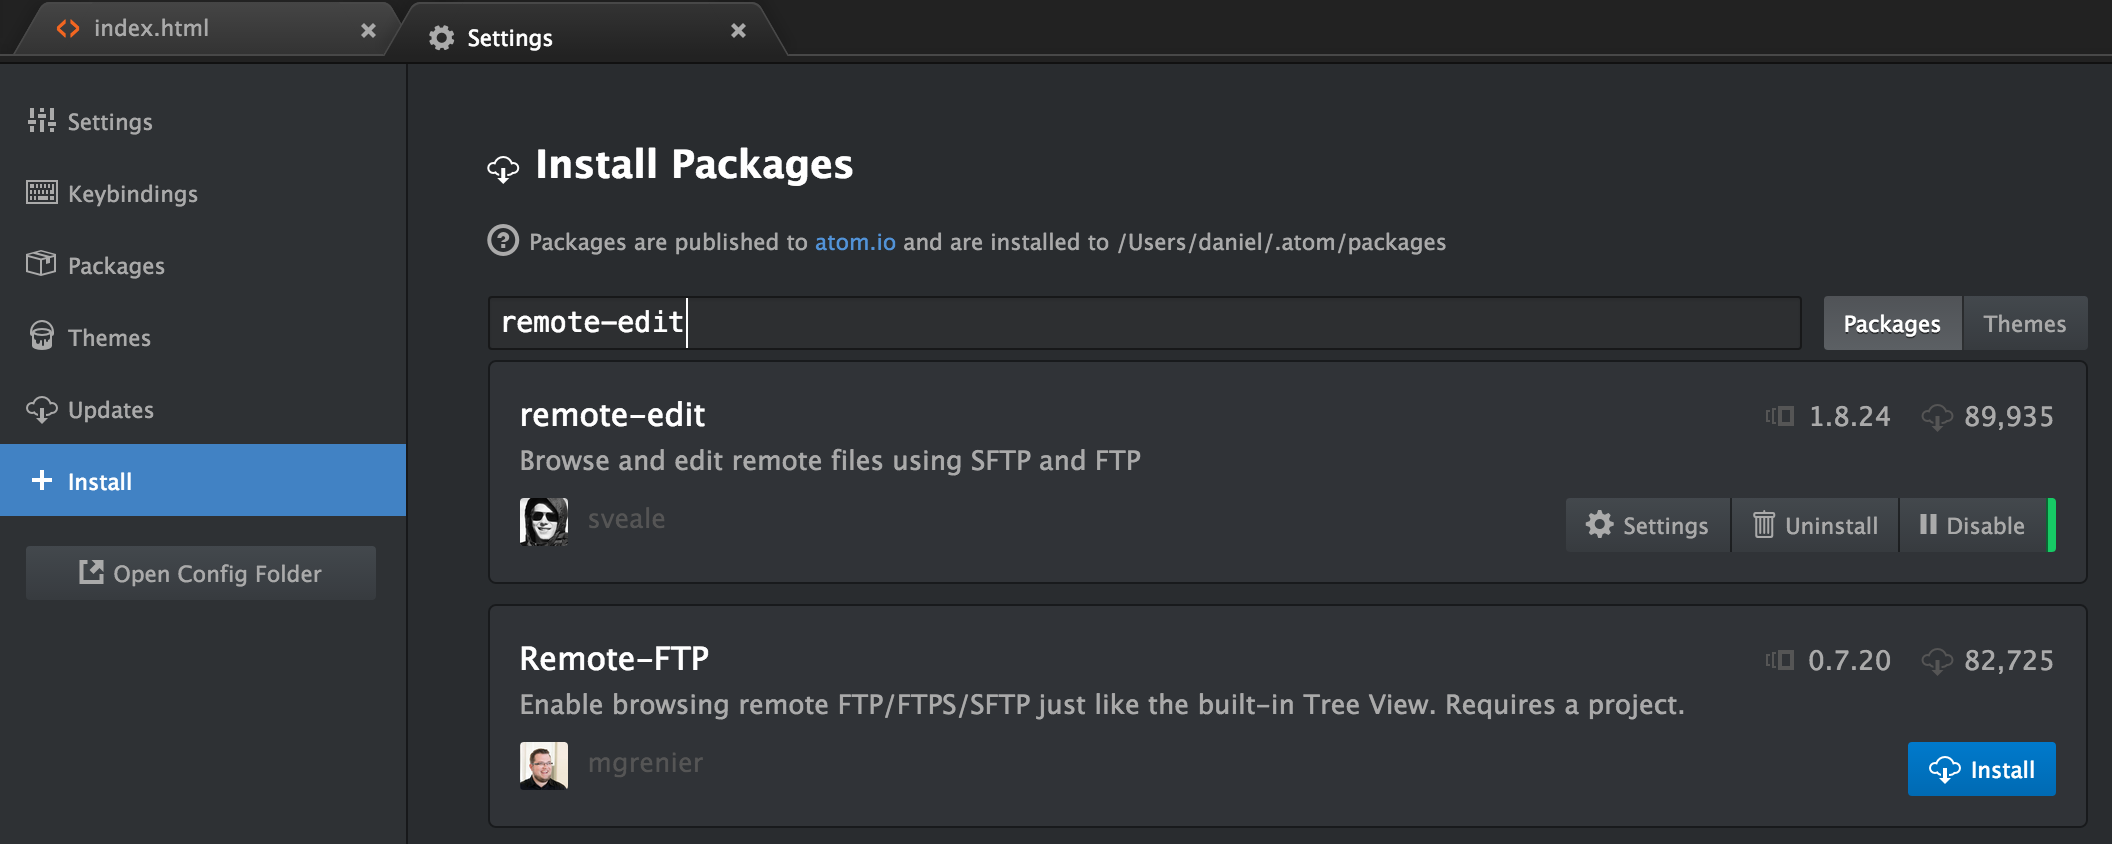 index.html
Settings
Settings
Keybindings
Packages
Themes
Updates
Install
Open Config Folder
Install Packages
Packages are published to atom.io and are installed to /Users/daniel/.atom/packages
remote-edit
Packages Themes
remote-edit 1.8.24 89,935
Browse and edit remote files using SFTP and FTP
sveale
Settings Uninstall Disable
Remote-FTP 0.7.20 82,725
Enable browsing remote FTP/FTPS/SFTP just like the built-in Tree View. Requires a project.
mgrenier
Install